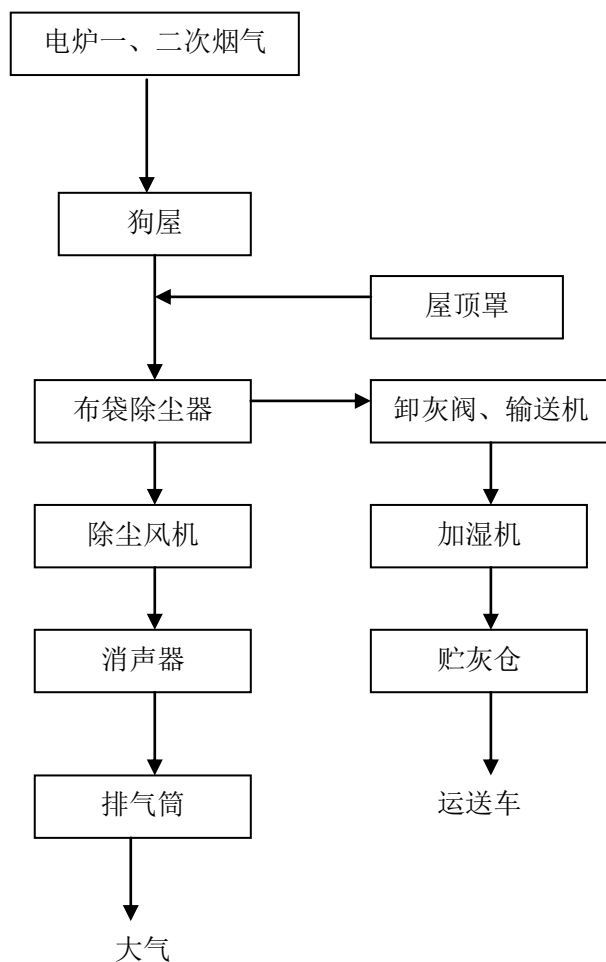 电炉一、二次烟气
狗屋
屋顶罩
布袋除尘器
卸灰阀、输送机
除尘风机
加湿机
消声器
贮灰仓
排气筒
运送车
大气